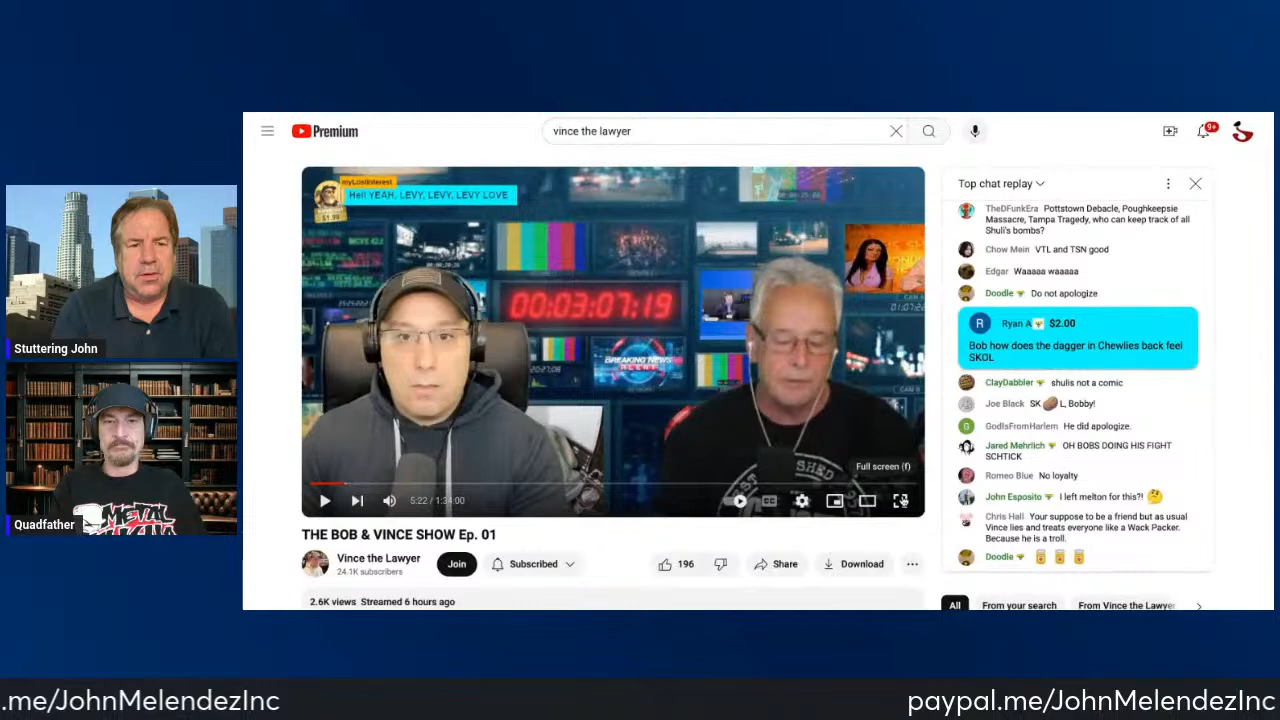 Premium
vince the lawyer
9+
myLostInterest
Hell YEAH, LEVY, LEVY, LEVY LOVE
$1.99
BREAKING NEWS
ALERT
SHED
Full screen (f)
5:22 / 1:34:00
Stuttering John
Quadfather
THE BOB & VINCE SHOW Ep. 01
Vince the Lawyer
24.1K subscribers
Join
Subscribed
196
Share
Download
2.6K views Streamed 6 hours ago
Top chat replay
TheDFunkEra Pottstown Debacle, Poughkeepsie
Massacre, Tampa Tragedy, who can keep track of all
Shuli's bombs?
Chow Mein VTL and TSN good
Edgar Waaaaa waaaaa
Doodle Do not apologize
R Ryan A $2.00
Bob how does the dagger in Chewlies back feel
SKOL
ClayDabbler shulis not a comic
Joe Black SK🥔L, Bobby!
G GodIsFromHarlem He did apologize.
Jared Mehrlich OH BOBS DOING HIS FIGHT
SCHTICK
Romeo Blue No loyalty
John Esposito I left melton for this?! 🤔
Chris Hall Your suppose to be a friend but as usual
Vince lies and treats everyone like a Wack Packer.
Because he is a troll.
Doodle
All From your search From Vince the Lawyer
.me/JohnMelendezInc
paypal.me/JohnMelendezInc